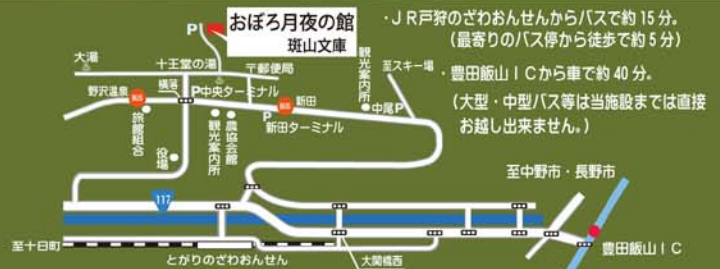 おぼろ月夜の館
斑山文庫
・JR戸狩のざわおんせんからバスで約15分。
(最寄りのバス停から徒歩で約5分)
・豊田飯山ICから車で約40分。
(大型・中型バス等は当施設までは直接
お越し出来ません。)
P
大湯
十王堂の湯
〒郵便局
観光案内所
至スキー場
横落
P中央ターミナル
野沢温泉
BUS
BUS
新田
中尾P
P
新田ターミナル
旅館組合
役場
観光案内所
農協会館
117
至中野市・長野市
至十日町
とがりのざわおんせん
大関橋西
豊田飯山IC